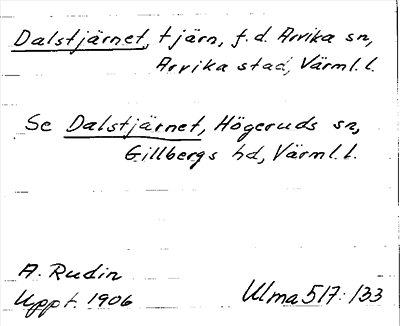 Dalstjärnet, tjärn, f.d. Arvika sn,
Arvika stad, Värml. l.
Se Dalstjärnet, Högeruds sn,
Gillbergs hd, Värml. l.
A. Rudin
Uppt. 1906
Ulma 517:133